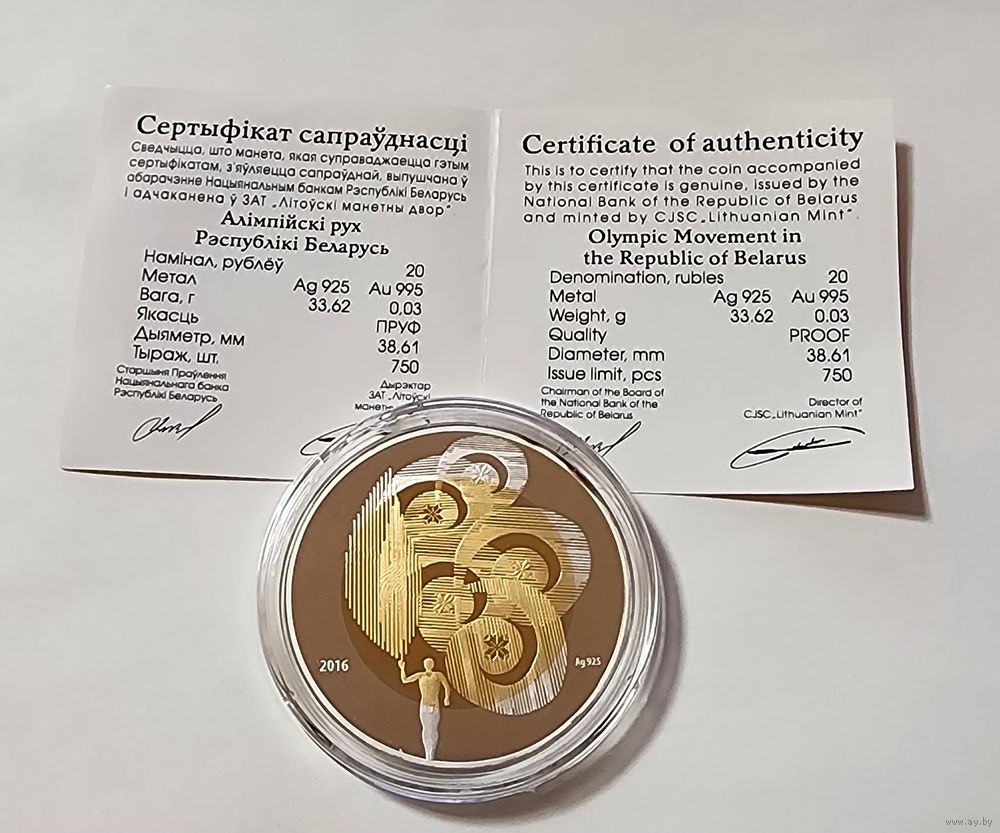 Сертыфікат сапраўднасці
Сведчыцца, што манета, якая суправаджаецца гэтым
сертыфікатам, з'яўляецца сапраўднай, выпушчана ў
абарачэнне Нацыянальным банкам Рэспублікі Беларусь
і адчаканена ў ЗАТ „Літоўскі манетны двор“.
Алімпійскі рух
Рэспублікі Беларусь
Намінал, рублёў 20
Метал Ag 925 Au 995
Вага, г 33,62 0,03
Якасць ПРУФ
Дыяметр, мм 38,61
Тыраж, шт. 750
Старшыня Праўлення
Нацыянальнага банка
Рэспублікі Беларусь
Дырэктар
ЗАТ „Літоўскі
Certificate of authenticity
This is to certify that the coin accompanied
by this certificate is genuine, issued by the
National Bank of the Republic of Belarus
and minted by CJSC „Lithuanian Mint“.
Olympic Movement in
the Republic of Belarus
Denomination, rubles 20
Metal Ag 925 Au 995
Weight, g 33.62 0.03
Quality PROOF
Diameter, mm 38.61
Issue limit, pcs 750
Chairman of the Board of
the National Bank of the
Republic of Belarus
Director of
CJSC „Lithuanian Mint“
2016
Ag 925
www.ay.by